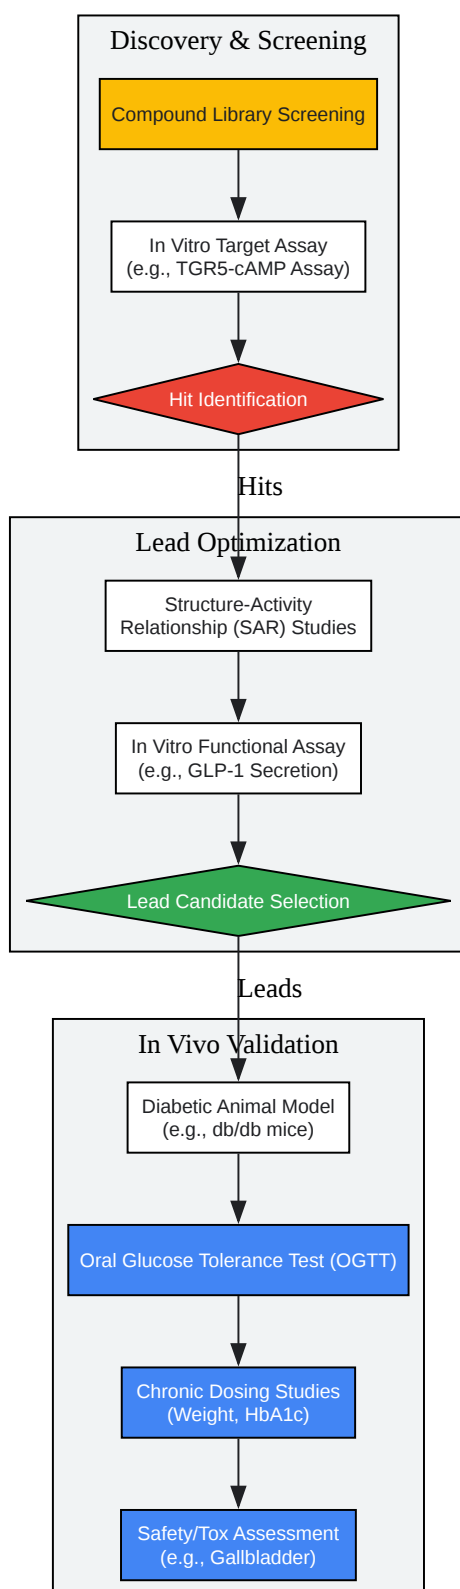 Discovery & Screening
Compound Library Screening
In Vitro Target Assay
(e.g., TGR5-cAMP Assay)
Hit Identification
Hits
Lead Optimization
Structure-Activity
Relationship (SAR) Studies
In Vitro Functional Assay
(e.g., GLP-1 Secretion)
Lead Candidate Selection
Leads
In Vivo Validation
Diabetic Animal Model
(e.g., db/db mice)
Oral Glucose Tolerance Test (OGTT)
Chronic Dosing Studies
(Weight, HbA1c)
Safety/Tox Assessment
(e.g., Gallbladder)